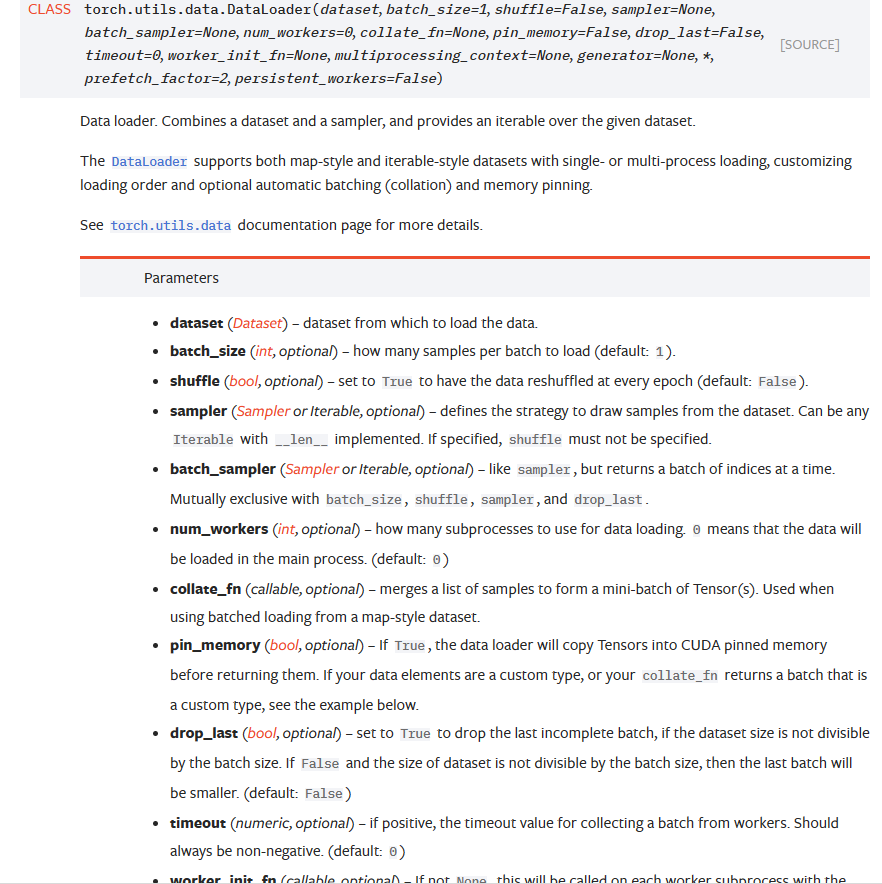 CLASS torch.utils.data.DataLoader(dataset, batch_size=1, shuffle=False, sampler=None,
batch_sampler=None, num_workers=0, collate_fn=None, pin_memory=False, drop_last=False,
timeout=0, worker_init_fn=None, multiprocessing_context=None, generator=None, *,
prefetch_factor=2, persistent_workers=False)
[SOURCE]
Data loader. Combines a dataset and a sampler, and provides an iterable over the given dataset.
The DataLoader supports both map-style and iterable-style datasets with single- or multi-process loading, customizing
loading order and optional automatic batching (collation) and memory pinning.
See torch.utils.data documentation page for more details.
Parameters
• dataset (Dataset) – dataset from which to load the data.
• batch_size (int, optional) – how many samples per batch to load (default: 1).
• shuffle (bool, optional) – set to True to have the data reshuffled at every epoch (default: False).
• sampler (Sampler or Iterable, optional) – defines the strategy to draw samples from the dataset. Can be any
Iterable with __len__ implemented. If specified, shuffle must not be specified.
• batch_sampler (Sampler or Iterable, optional) – like sampler, but returns a batch of indices at a time.
Mutually exclusive with batch_size, shuffle, sampler, and drop_last.
• num_workers (int, optional) – how many subprocesses to use for data loading. 0 means that the data will
be loaded in the main process. (default: 0)
• collate_fn (callable, optional) – merges a list of samples to form a mini-batch of Tensor(s). Used when
using batched loading from a map-style dataset.
• pin_memory (bool, optional) – If True, the data loader will copy Tensors into CUDA pinned memory
before returning them. If your data elements are a custom type, or your collate_fn returns a batch that is
a custom type, see the example below.
• drop_last (bool, optional) – set to True to drop the last incomplete batch, if the dataset size is not divisible
by the batch size. If False and the size of dataset is not divisible by the batch size, then the last batch will
be smaller. (default: False)
• timeout (numeric, optional) – if positive, the timeout value for collecting a batch from workers. Should
always be non-negative. (default: 0)
• worker_init_fn (callable, optional) – If not None, this will be called on each worker subprocess with the